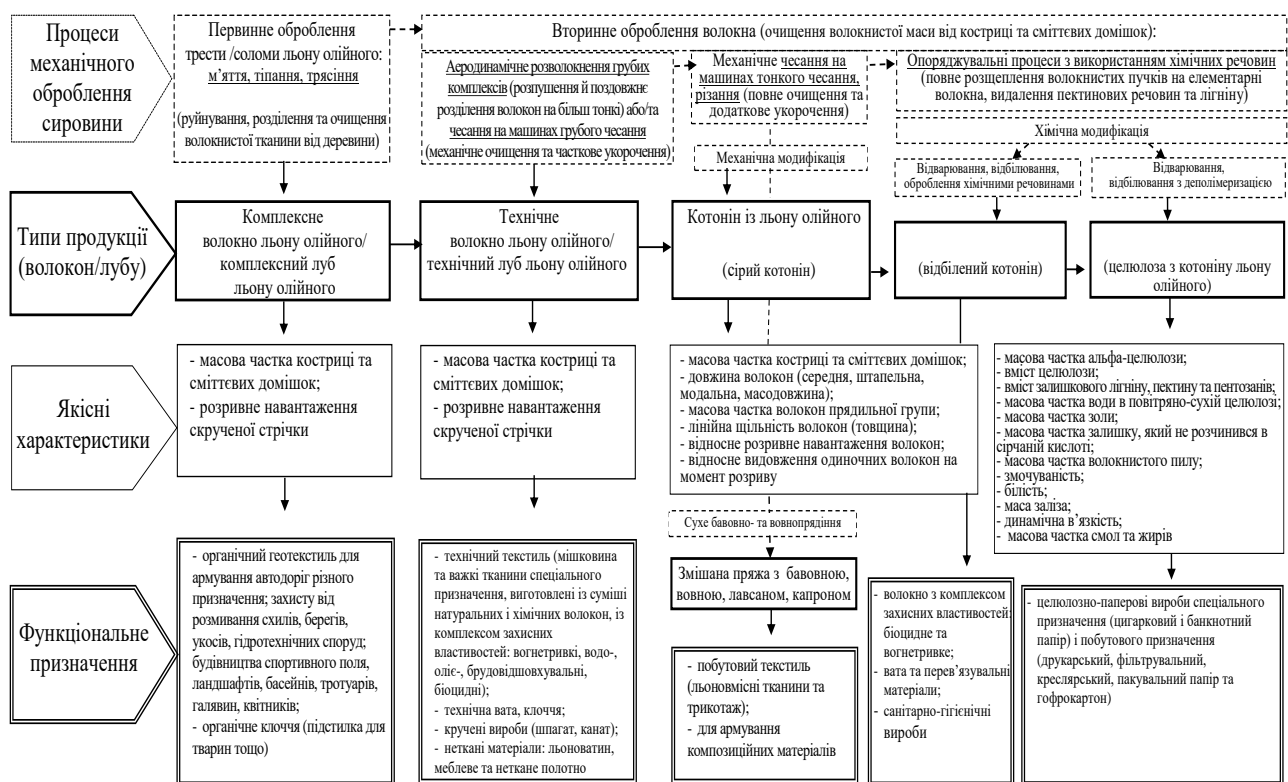 Процеси
механічного
оброблення
сировини
Первинне оброблення
трести /соломи льону олійного:
м’яття, тіпання, трясіння
(руйнування, розділення та очищення
волокнистої тканини від деревини)
Вторинне оброблення волокна (очищення волокнистої маси від костриці та сміттєвих домішок):
Аеродинамічне розволокнення грубих
комплексів (розпушення й поздовжнє
розділення волокон на більш тонкі) або/та
чесання на машинах грубого чесання
(механічне очищення та часткове укорочення)
Механічне чесання на
машинах тонкого чесання,
різання (повне очищення та
додаткове укорочення)
Механічна модифікація
Опоряджувальні процеси з використанням хімічних речовин
(повне розщеплення волокнистих пучків на елементарні
волокна, видалення пектинових речовин та лігніну)
Хімічна модифікація
Відварювання, відбілювання,
оброблення хімічними речовинами
Відварювання,
відбілювання з деполімеризацією
Типи продукції
(волокон/лубу)
Комплексне
волокно льону олійного/
комплексний луб
льону олійного
Технічне
волокно льону олійного/
технічний луб льону олійного
Котонін із льону олійного
(сірий котонін)
(відбілений котонін)
(целюлоза з котоніну льону
олійного)
Якісні
характеристики
- масова частка костриці та
сміттєвих домішок;
- розривне навантаження
скрученої стрічки
- масова частка костриці та
сміттєвих домішок;
- розривне навантаження
скрученої стрічки
- масова частка костриці та сміттєвих домішок;
- довжина волокон (середня, штапельна,
модальна, масодовжина);
- масова частка волокон прядильної групи;
- лінійна щільність волокон (товщина);
- відносне розривне навантаження волокон;
- відносне видовження одиночних волокон на
момент розриву
- масова частка альфа-целюлози;
- вміст целюлози;
- вміст залишкового лігніну, пектину та пентозанів;
- масова частка води в повітряно-сухій целюлозі;
- масова частка золи;
- масова частка залишку, який не розчинився в
сірчаній кислоті;
- масова частка волокнистого пилу;
- змочуваність;
- білість;
- маса заліза;
- динамічна в’язкість;
- масова частка смол та жирів
Функціональне
призначення
- органічний геотекстиль для
армування автодоріг різного
призначення; захисту від
розмивання схилів, берегів,
укосів, гідротехнічних споруд;
будівництва спортивного поля,
ландшафтів, басейнів, тротуарів,
галявин, квітників;
- органічне клоччя (підстилка для
тварин тощо)
- технічний текстиль (мішковина
та важкі тканини спеціального
призначення, виготовлені із суміші
натуральних і хімічних волокон, із
комплексом захисних
властивостей: вогнетривкі, водо-,
оліє-, брудовідшовхувальні,
біоцидні);
- технічна вата, клоччя;
- кручені вироби (шпагат, канат);
- неткані матеріали: льоноватин,
меблеве та неткане полотно
Сухе бавовно- та вовнопрядіння
Змішана пряжа з бавовною,
вовною, лавсаном, капроном
- побутовий текстиль
(льоновмісні тканини та
трикотаж);
- для армування
композиційних матеріалів
- волокно з комплексом
захисних властивостей:
біоцидне та
вогнетривке;
- вата та перев’язувальні
матеріали;
- санітарно-гігієнічні
вироби
- целюлозно-паперові вироби спеціального
призначення (цигарковий і банкнотний
папір) і побутового призначення
(друкарський, фільтрувальний,
креслярський, пакувальний папір та
гофрокартон)